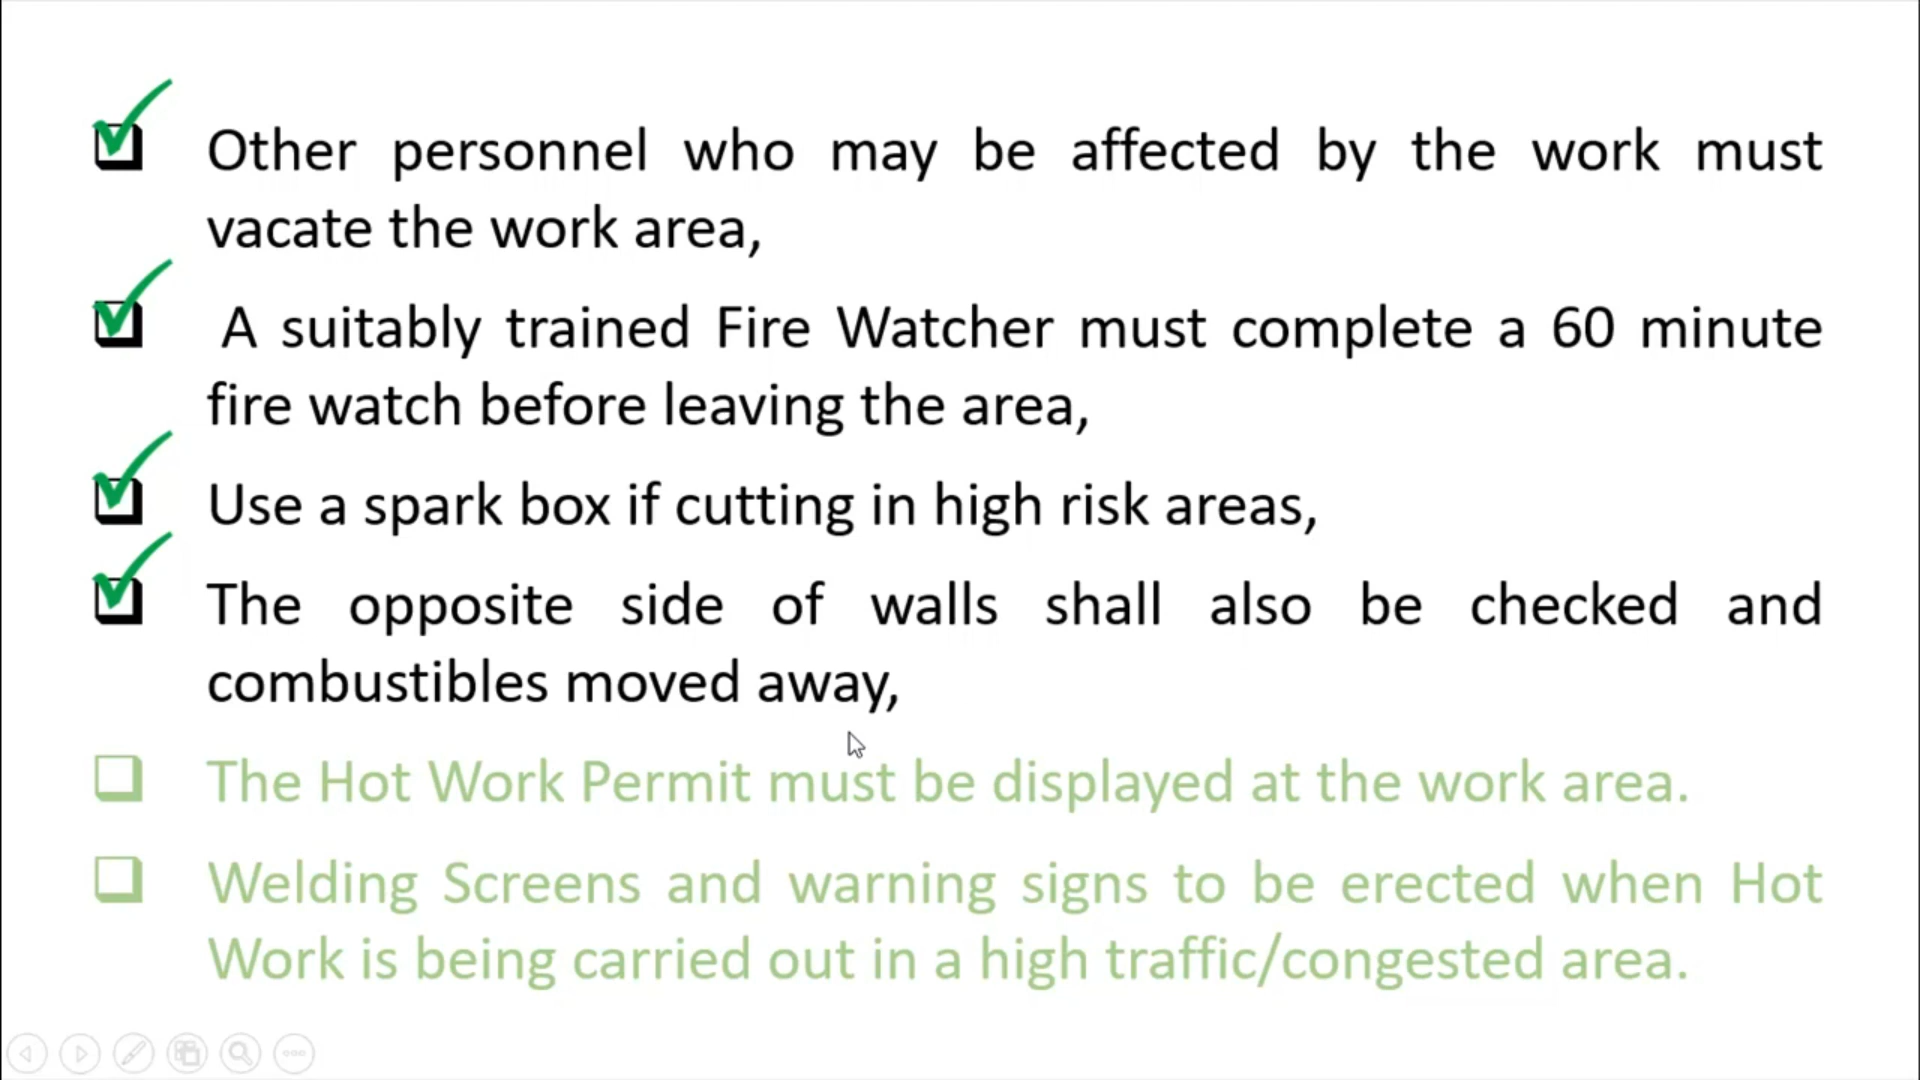 Other personnel who may be affected by the work must
vacate the work area,
A suitably trained Fire Watcher must complete a 60 minute
fire watch before leaving the area,
Use a spark box if cutting in high risk areas,
The opposite side of walls shall also be checked and
combustibles moved away,
The Hot Work Permit must be displayed at the work area.
Welding Screens and warning signs to be erected when Hot
Work is being carried out in a high traffic/congested area.